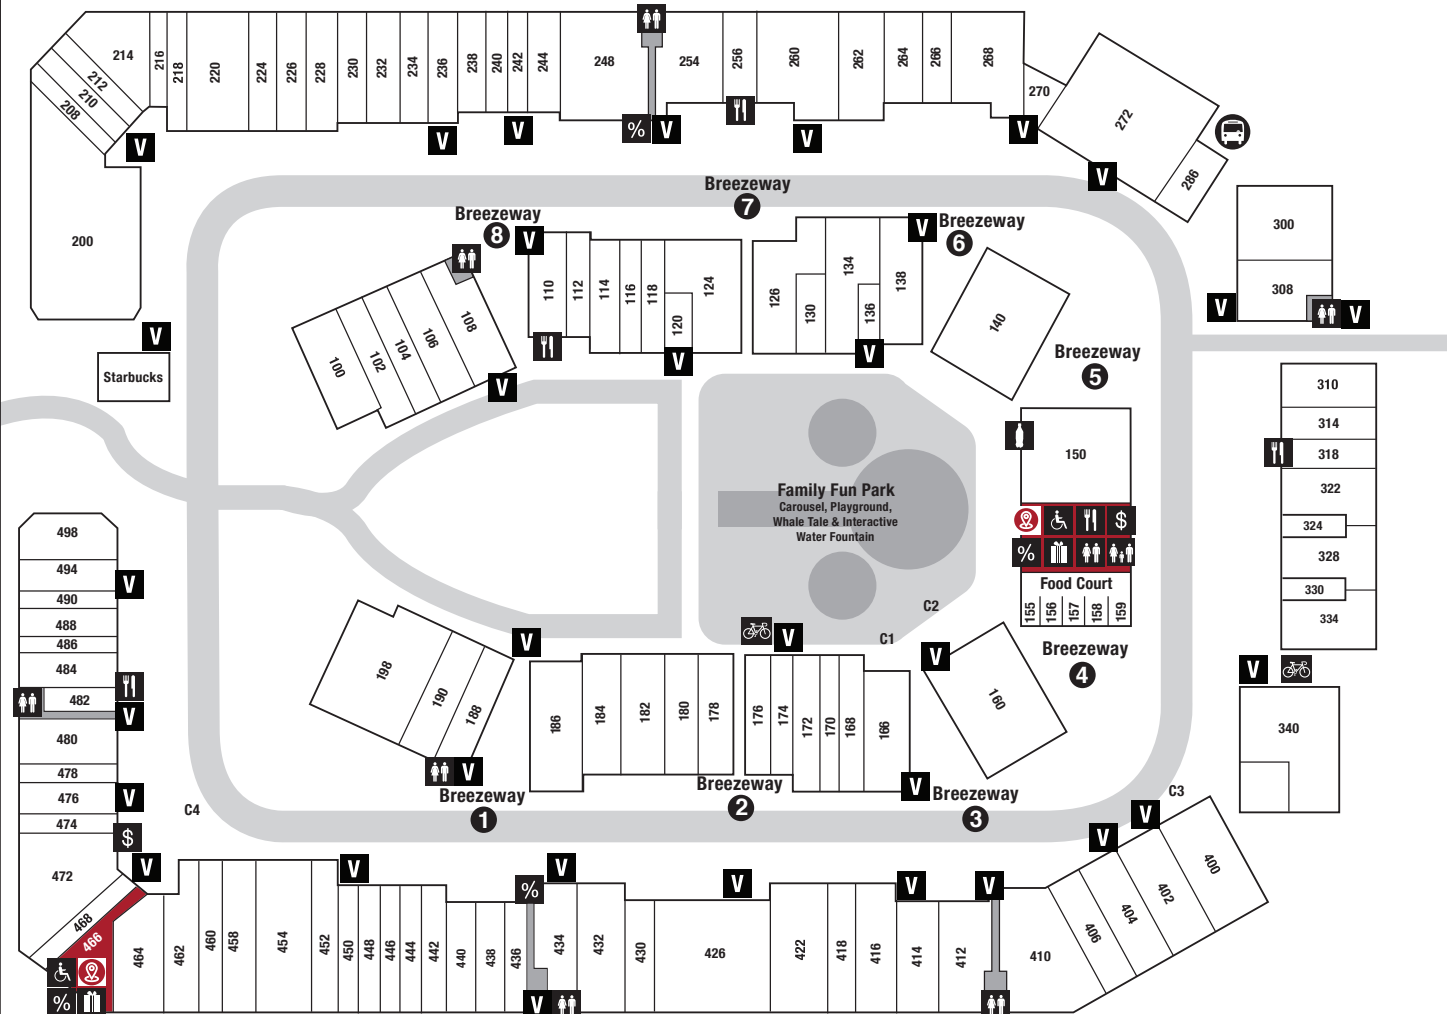 214
216
218
220
224
226
228
230
232
234
236
238
240
242
244
248
254
256
260
262
264
266
268
270
272
286
212
210
208
200
V
V
V
%
V
V
V
V
Breezeway
7
Breezeway
8
V
V
Breezeway
6
300
308
V
V
110
112
114
116
118
120
124
126
130
134
136
138
140
100
102
104
106
108
V
V
V
V
Starbucks
Breezeway
5
310
314
318
322
324
328
330
334
150
$
%
Food Court
155
156
157
158
159
Family Fun Park
Carousel, Playground,
Whale Tale & Interactive
Water Fountain
C2
C1
V
V
V
Breezeway
4
V
340
498
494
V
490
488
486
484
482
V
480
478
476
V
474
$
472
V
468
466
%
198
190
188
V
Breezeway
1
186
184
182
180
178
176
174
172
170
168
166
160
V
Breezeway
2
Breezeway
3
C4
C3
V
V
V
%
V
V
V
V
464
462
460
458
454
452
450
448
446
444
442
440
438
436
434
432
430
426
422
418
416
414
412
410
406
404
402
400
V